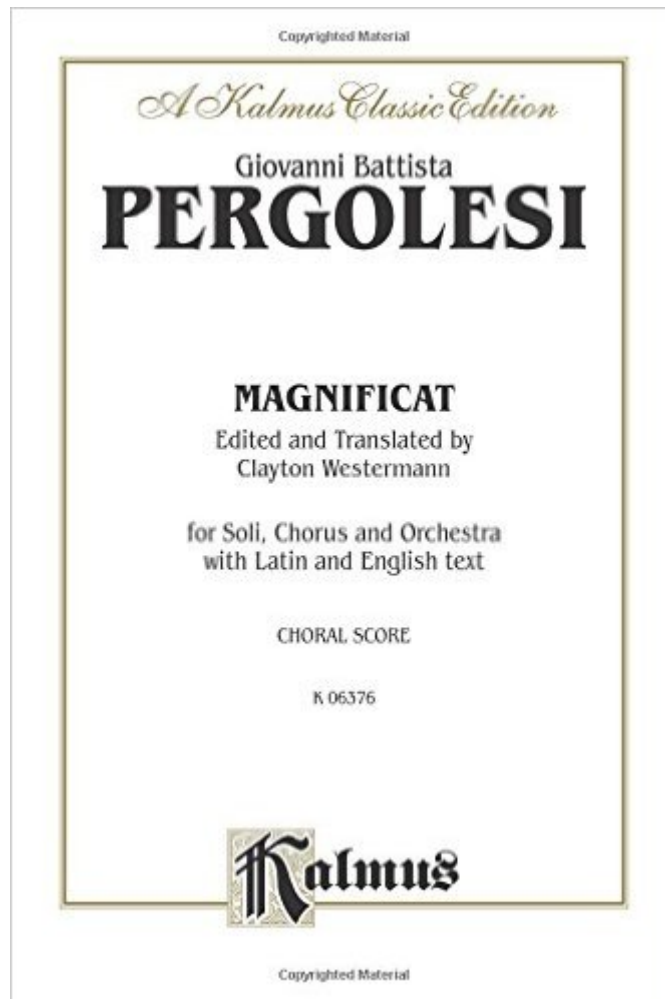 Copyrighted Material
A Kalmus Classic Edition
Giovanni Battista
PERGOLESI
MAGNIFICAT
Edited and Translated by
Clayton Westermann
for Soli, Chorus and Orchestra
with Latin and English text
CHORAL SCORE
K 06376
Kalmus
Copyrighted Material